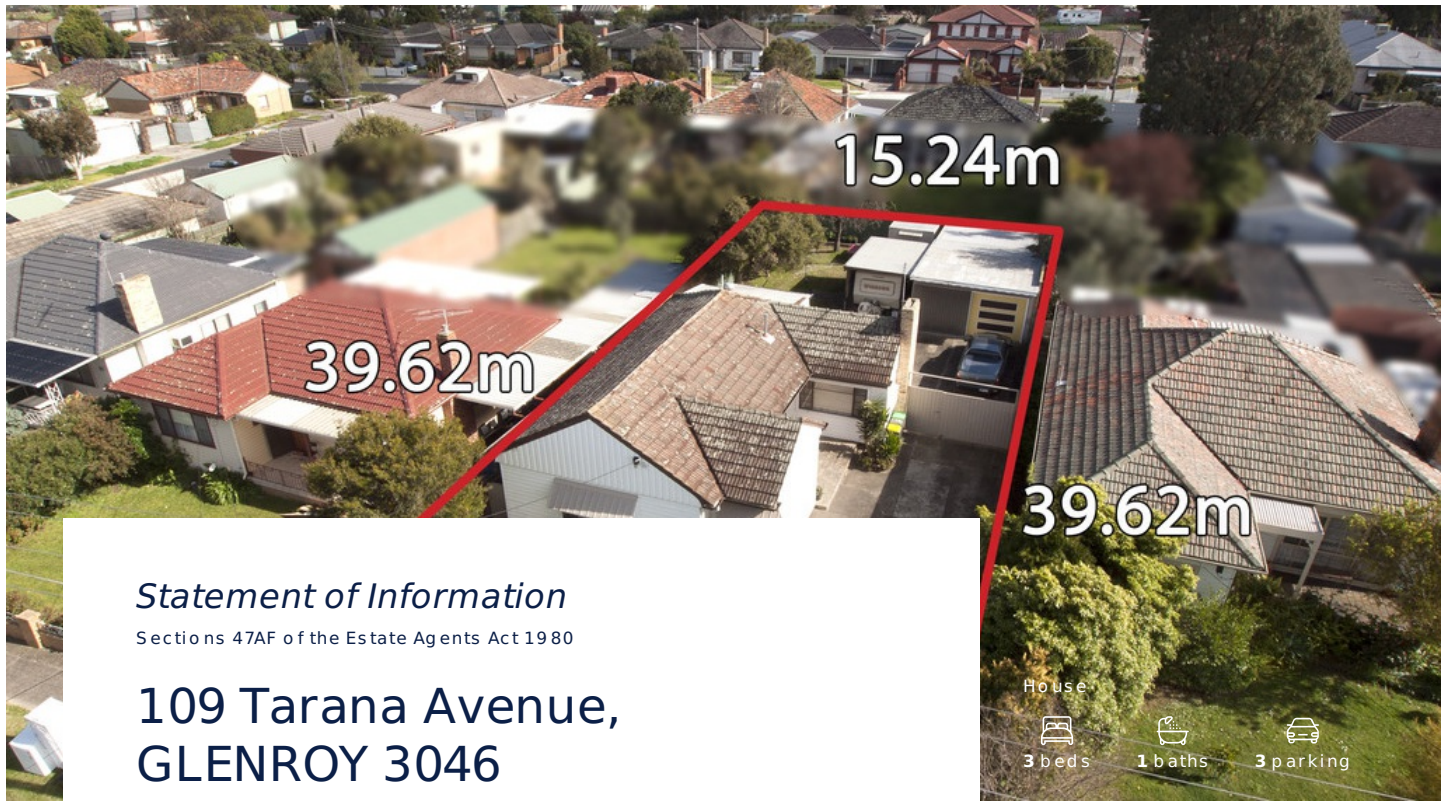 15.24m
39.62m
39.62m
Statement of Information
Sections 47AF of the Estate Agents Act 1980
109 Tarana Avenue,
GLENROY 3046
House
3 beds 1 baths 3 parking